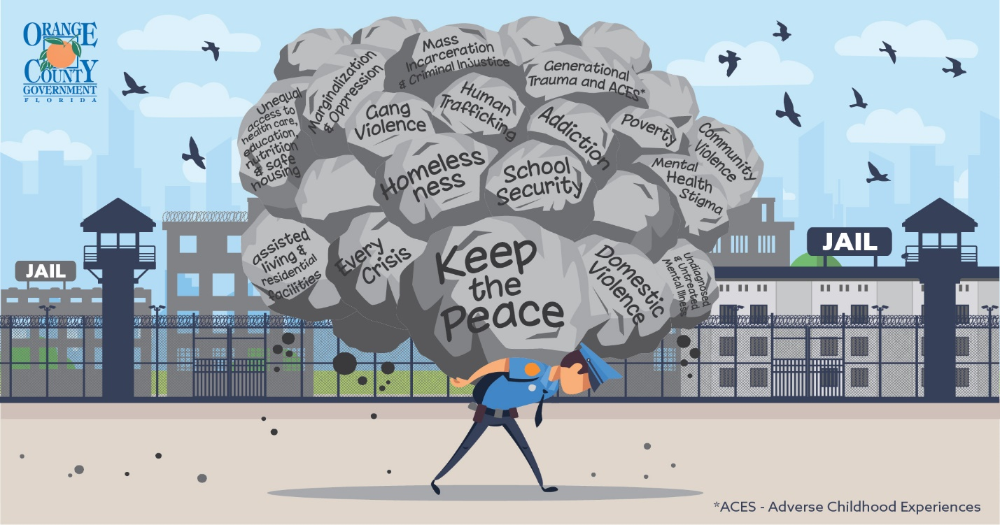 ORANGE
COUNTY
GOVERNMENT
FLORIDA
Mass
Incarceration
& Criminal Injustice
Marginalization
& Oppression
Generational
Trauma and ACES*
Unequal
access to
health care,
education,
nutrition
& safe
housing
Gang
Violence
Human
Trafficking
Addiction
Poverty
Community
Violence
Homeless
ness
School
Security
Mental
Health
Stigma
assisted
living &
residential
facilities
Every
Crisis
Keep
the
Peace
Domestic
Violence
Undiagnosed
& Untreated
Mental Illness
JAIL
JAIL
*ACES - Adverse Childhood Experiences